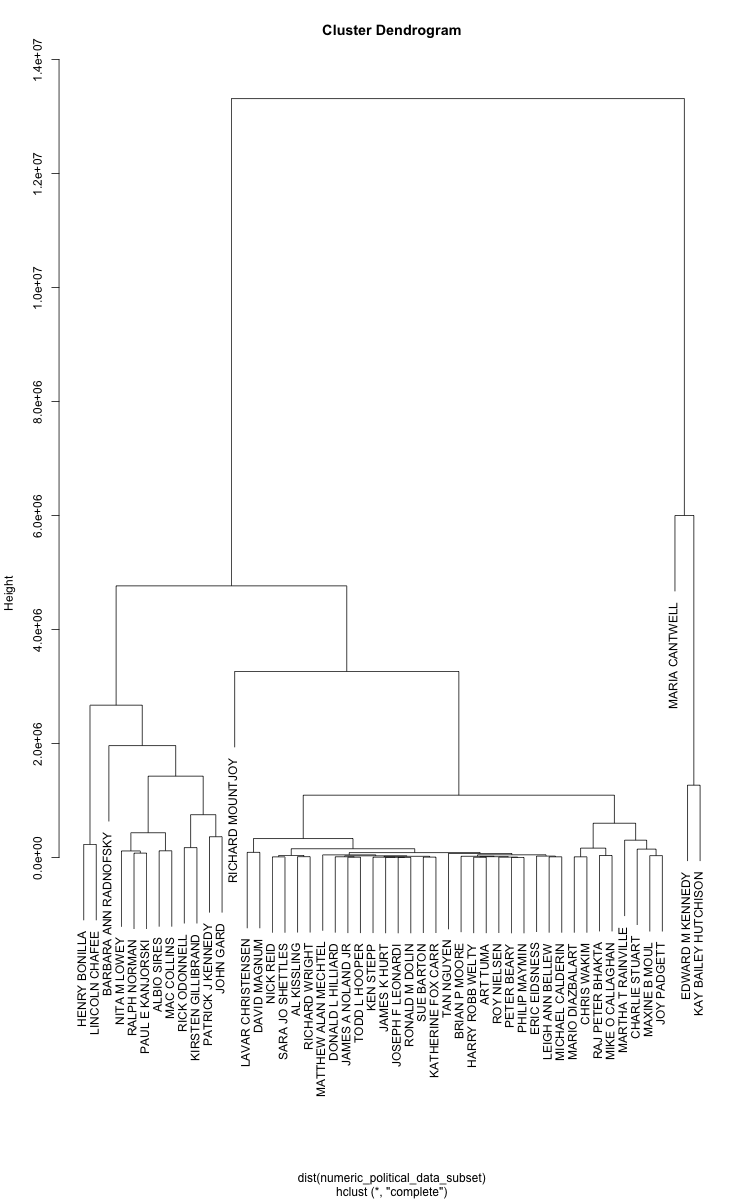 Cluster Dendrogram
Height
1.4e+07
1.2e+07
1.0e+07
8.0e+06
6.0e+06
4.0e+06
2.0e+06
0.0e+00
HENRY BONILLA
LINCOLN CHAFEE
BARBARA ANN RADNOFSKY
NITA M LOWEY
RALPH NORMAN
PAUL E KANJORSKI
ALBIO SIRES
MAC COLLINS
RICK ODONNELL
KIRSTEN GILLIBRAND
PATRICK J KENNEDY
JOHN GARD
RICHARD MOUNTJOY
LAVAR CHRISTENSEN
DAVID MAGNUM
NICK REID
SARA JO SHETTLES
AL KISSLING
RICHARD WRIGHT
MATTHEW ALAN MECHTEL
DONALD L HILLIARD
JAMES A NOLAND JR
TODD L HOOPER
KEN STEPP
JAMES K HURT
JOSEPH F LEONARDI
RONALD M DOLIN
SUE BARTON
KATHERINE FOX CARR
TAN NGUYEN
BRIAN P MOORE
HARRY ROBB WELTY
ART TUMA
ROY NIELSEN
PETER BEARY
PHILIP MAYMIN
ERIC EIDSNESS
LEIGH ANN BELLEW
MICHAEL CALDERIN
MARIO DIAZBALART
CHRIS WAKIM
RAJ PETER BHAKTA
MIKE O CALLAGHAN
MARTHA T RAINVILLE
CHARLIE STUART
MAXINE B MOUL
JOY PADGETT
MARIA CANTWELL
EDWARD M KENNEDY
KAY BAILEY HUTCHISON
dist(numeric_political_data_subset)
hclust (*, "complete")